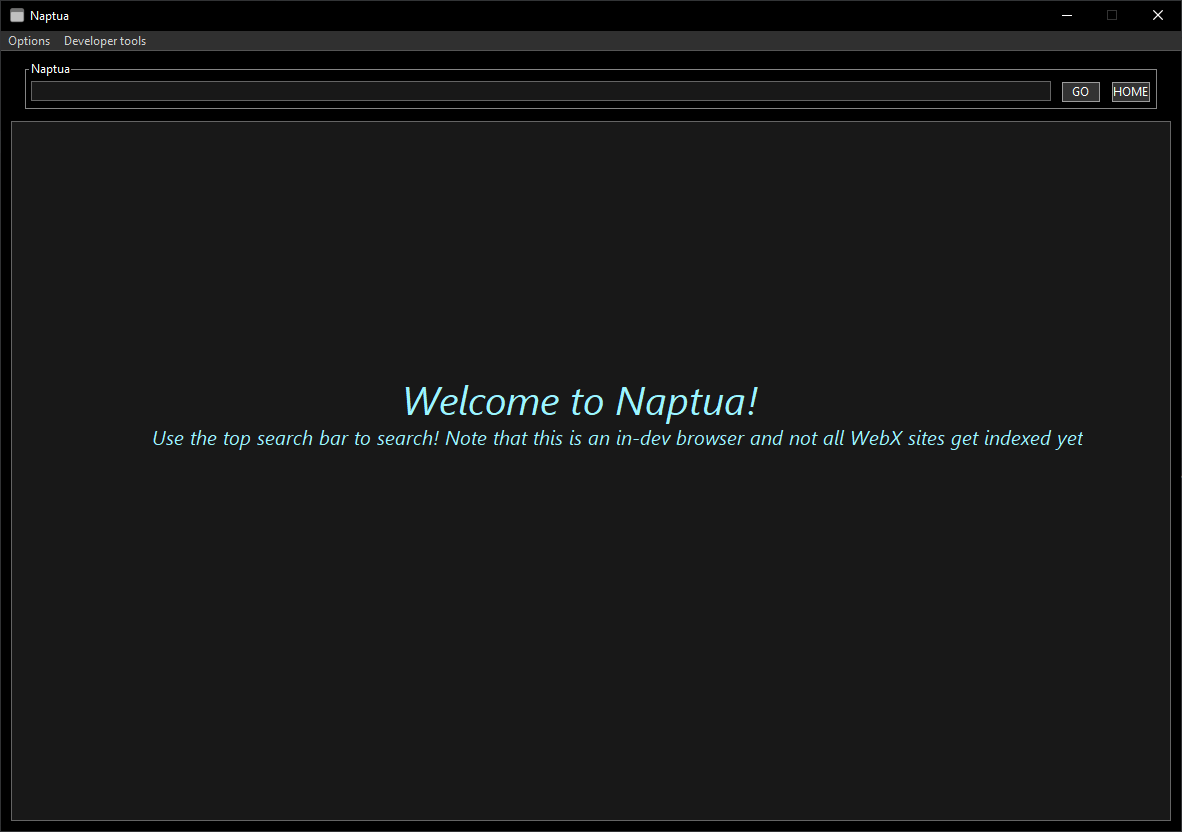 Naptua
Options Developer tools
Naptua
GO HOME
Welcome to Naptua!
Use the top search bar to search! Note that this is an in-dev browser and not all WebX sites get indexed yet